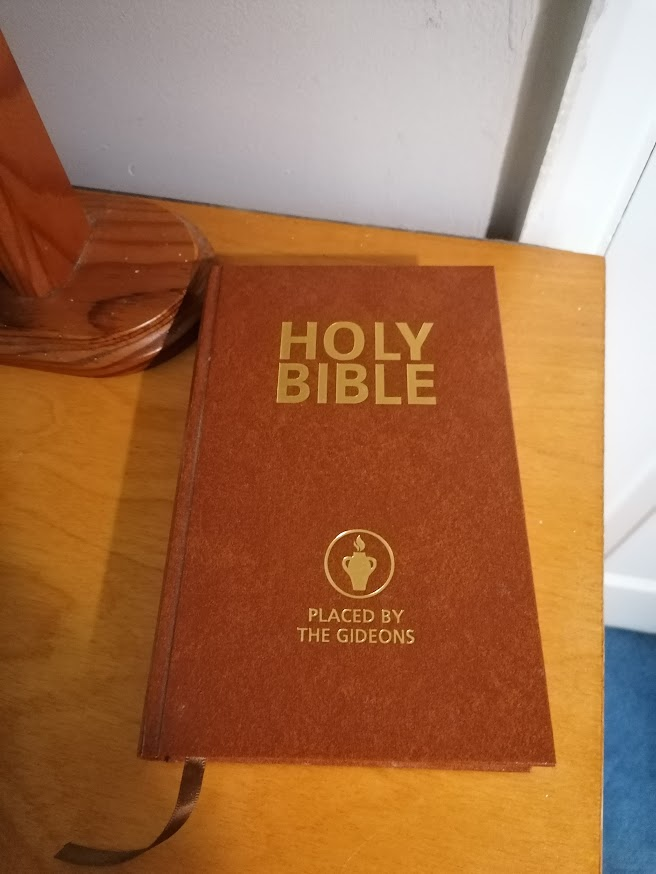 HOLY
BIBLE
PLACED BY
THE GIDEONS